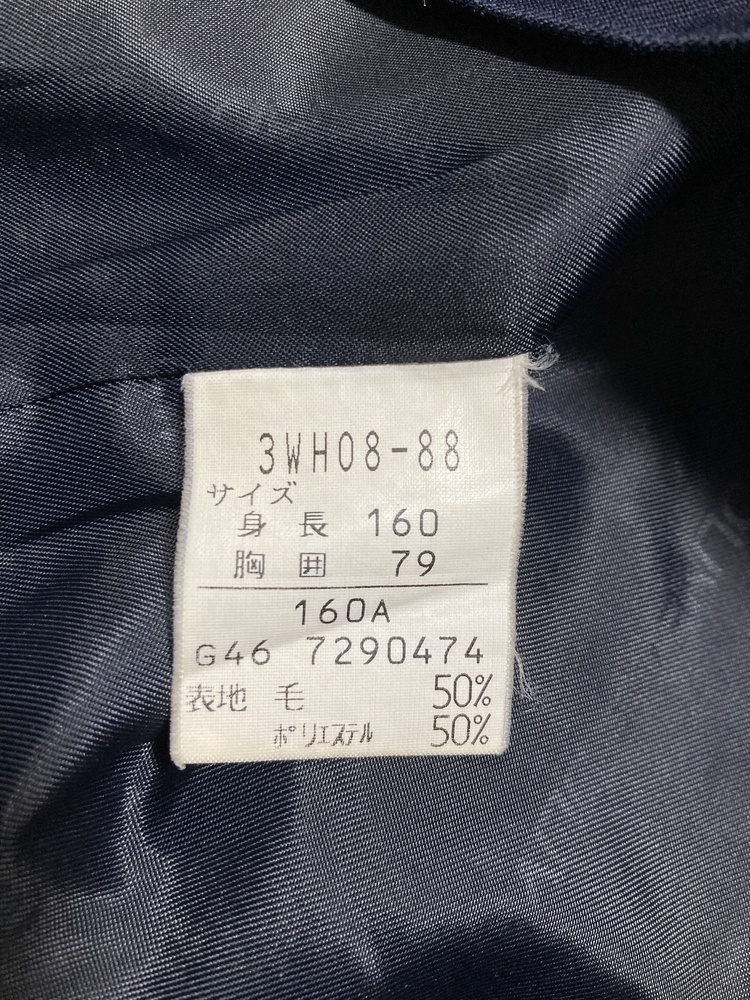 3WH08-88
サイズ
身長 160
胸囲 79
160A
G46 7290474
表地 毛 50%
ポリエステル 50%